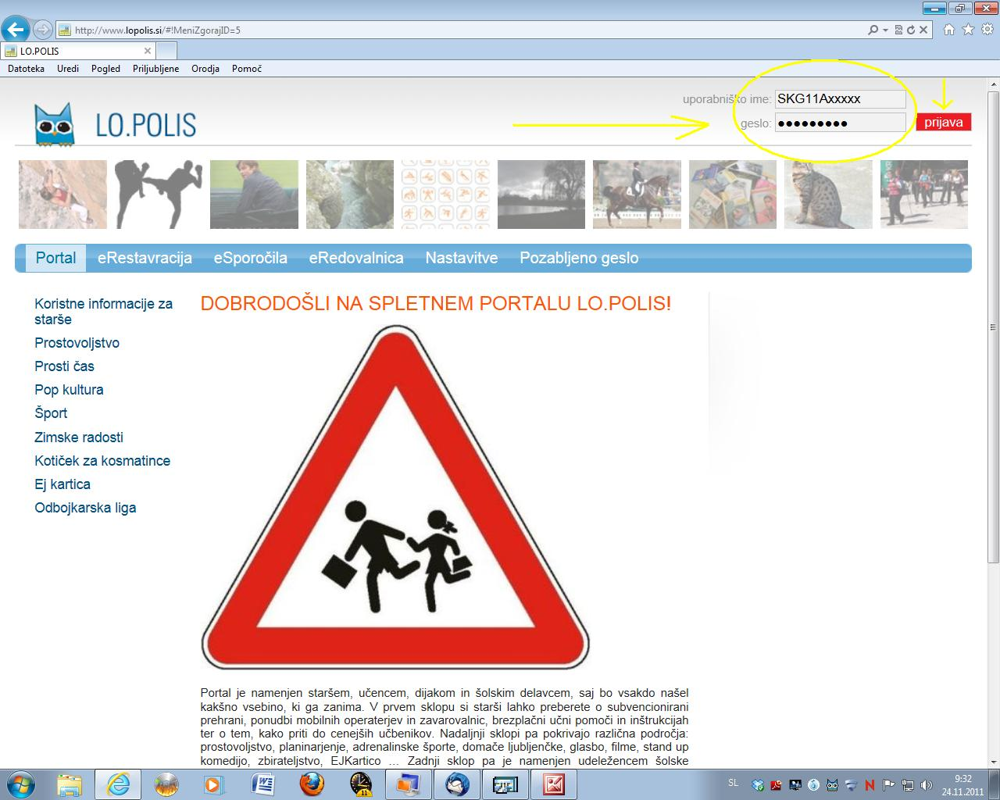 http://www.lopolis.si/#!MeniZgorajID=5
LO.POLIS
Datoteka Uredi Pogled Priljubljene Orodja Pomoč
uporabniško ime: SKG11Axxxxx
geslo: ●●●●●●●●● prijava
LO.POLIS
Portal eRestavracija eSporočila eRedovalnica Nastavitve Pozabljeno geslo
Koristne informacije za
starše
Prostovoljstvo
Prosti čas
Pop kultura
Šport
Zimske radosti
Kotiček za kosmatince
Ej kartica
Odbojkarska liga
DOBRODOŠLI NA SPLETNEM PORTALU LO.POLIS!
Portal je namenjen staršem, učencem, dijakom in šolskim delavcem, saj bo vsakdo našel
kakšno vsebino, ki ga zanima. V prvem sklopu si starši lahko preberete o subvencionirani
prehrani, ponudbi mobilnih operaterjev in zavarovalnic, brezplačni učni pomoči in inštrukcijah
ter o tem, kako priti do cenejših učbenikov. Nadaljnji sklopi pa pokrivajo različna področja:
prostovoljstvo, planinarjenje, adrenalinske športe, domače ljubljenčke, glasbo, filme, stand up
komedijo, zbirateljstvo, EJKartico ... Zadnji sklop pa je namenjen udeležencem šolske
11
SL
9:32
24.11.2011